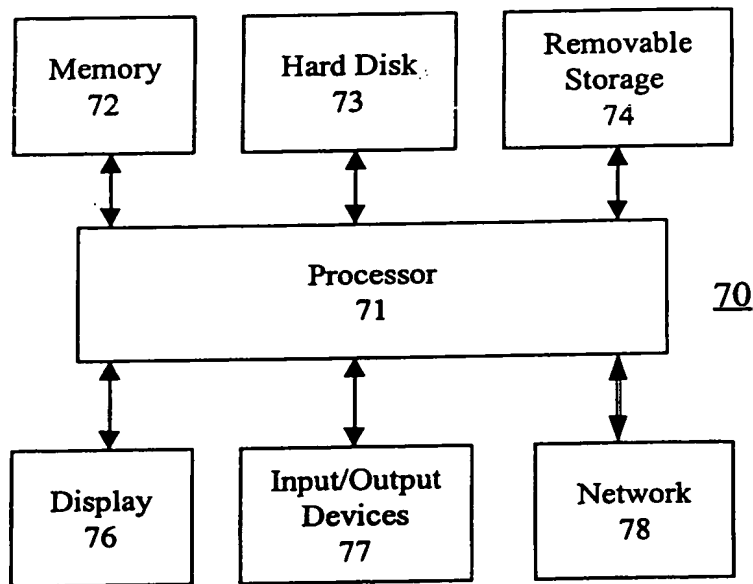 Memory
72
Hard Disk
73
Removable
Storage
74
Processor
71
70
Display
76
Input/Output
Devices
77
Network
78